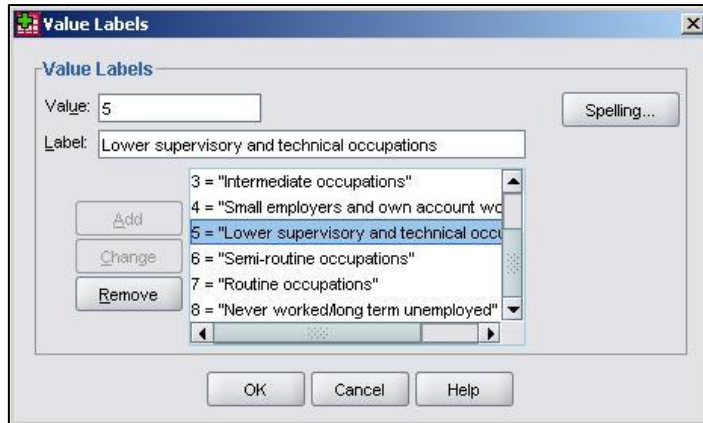 Value Labels
Value Labels
Value: 5
Spelling...
Label: Lower supervisory and technical occupations
3 = "Intermediate occupations"
4 = "Small employers and own account wo
5 = "Lower supervisory and technical occu
6 = "Semi-routine occupations"
7 = "Routine occupations"
8 = "Never worked/long term unemployed"
Add
Change
Remove
OK Cancel Help